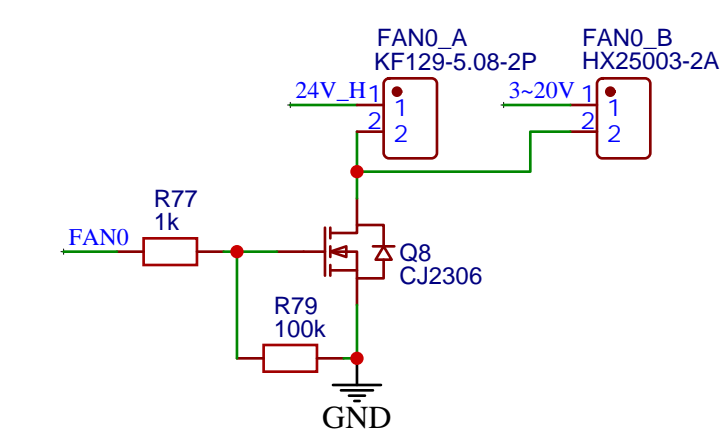 FAN0_A
KF129-5.08-2P
FAN0_B
HX25003-2A
24V_H
1
1
2
2
3~20V
1
1
2
2
R77
1k
FAN0
Q8
CJ2306
R79
100k
GND